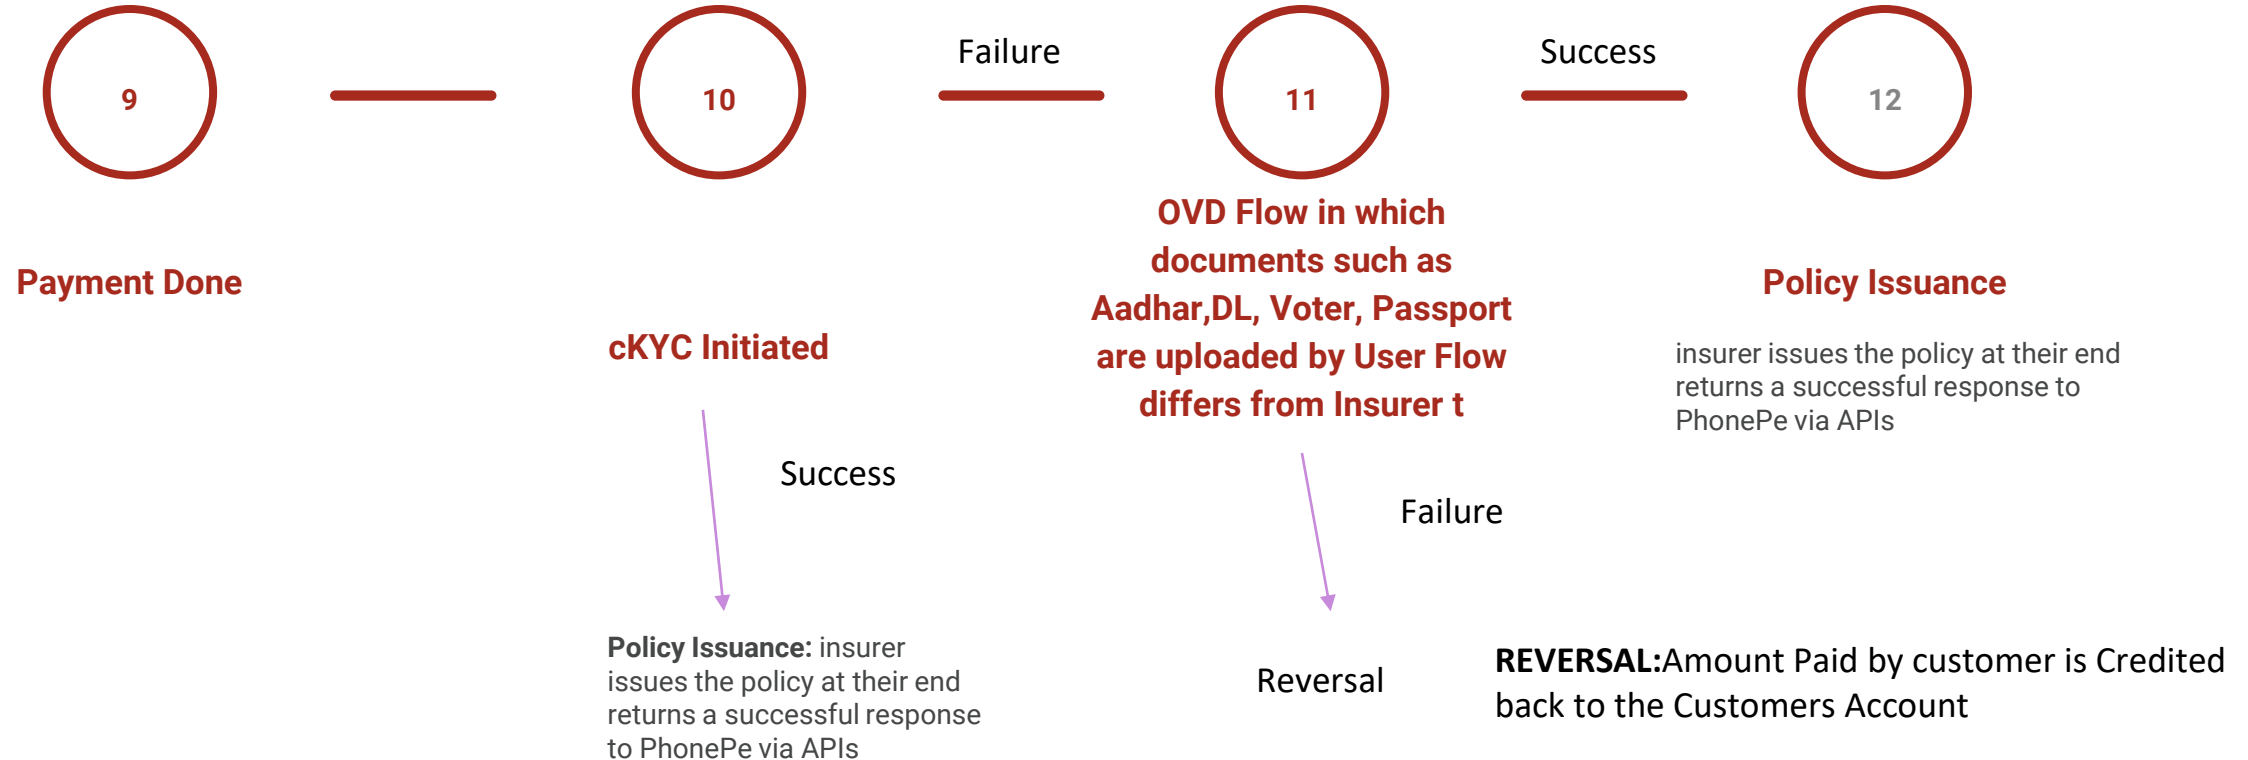 9
10
Failure
11
Success
12
Payment Done
cKYC Initiated
OVD Flow in which
documents such as
Aadhar,DL, Voter, Passport
are uploaded by User Flow
differs from Insurer t
Policy Issuance
insurer issues the policy at their end
returns a successful response to
PhonePe via APIs
Success
Failure
Policy Issuance: insurer
issues the policy at their end
returns a successful response
to PhonePe via APIs
Reversal
REVERSAL:Amount Paid by customer is Credited
back to the Customers Account